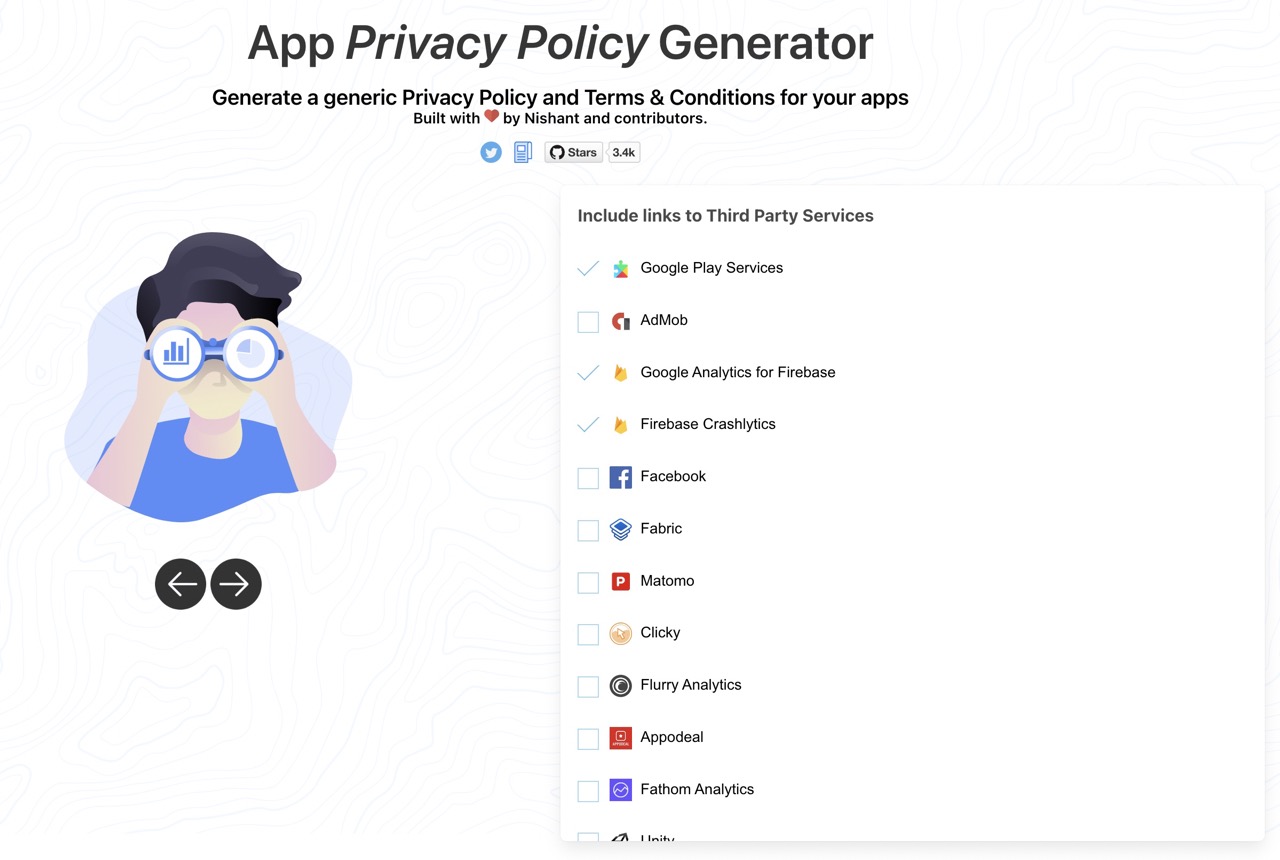 App Privacy Policy Generator
Generate a generic Privacy Policy and Terms & Conditions for your apps
Built with ❤ by Nishant and contributors.
Stars 3.4k
Include links to Third Party Services
Google Play Services
AdMob
Google Analytics for Firebase
Firebase Crashlytics
Facebook
Fabric
Matomo
Clicky
Flurry Analytics
Appodeal
Fathom Analytics
Unity